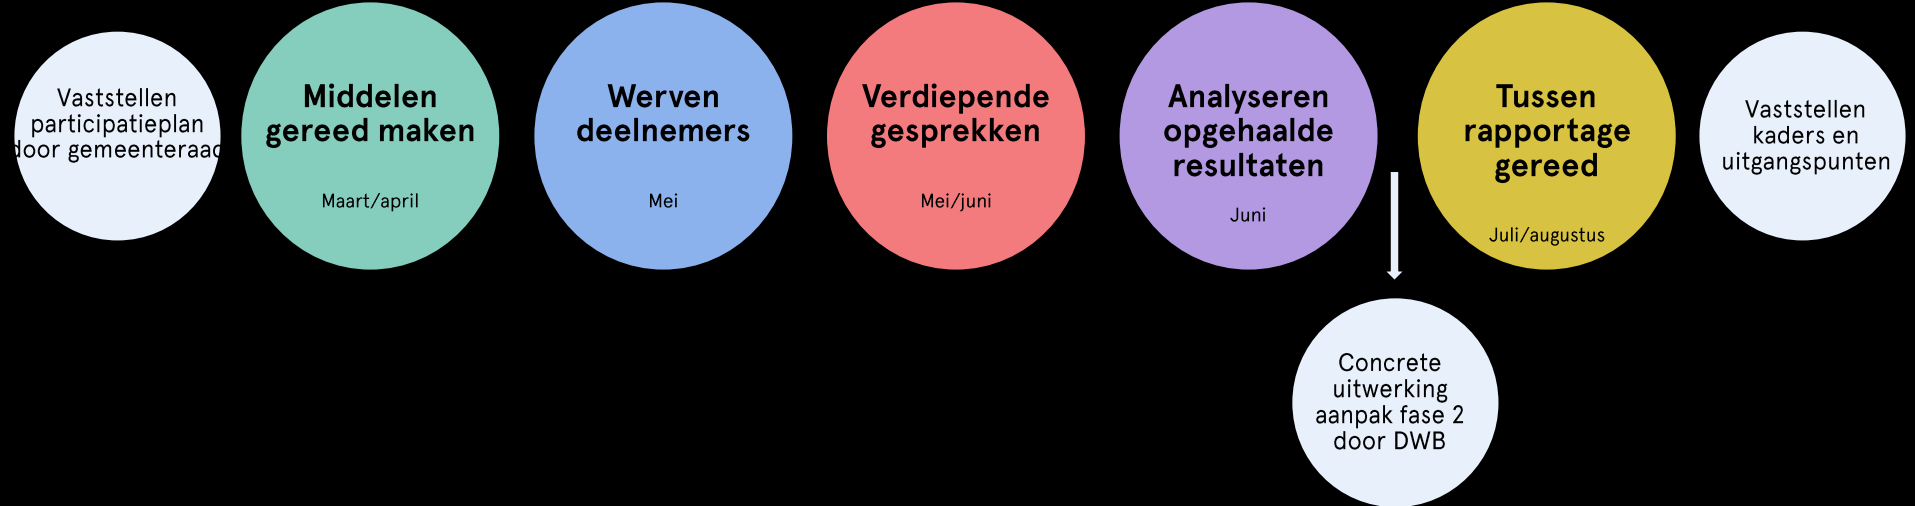 Vaststellen
participatieplan
door gemeenteraad
Middelen
gereed maken
Maart/april
Werven
deelnemers
Mei
Verdiepende
gesprekken
Mei/juni
Analyseren
opgehaalde
resultaten
Juni
Tussen
rapportage
gereed
Juli/augustus
Vaststellen
kaders en
uitgangspunten
Concrete
uitwerking
aanpak fase 2
door DWB